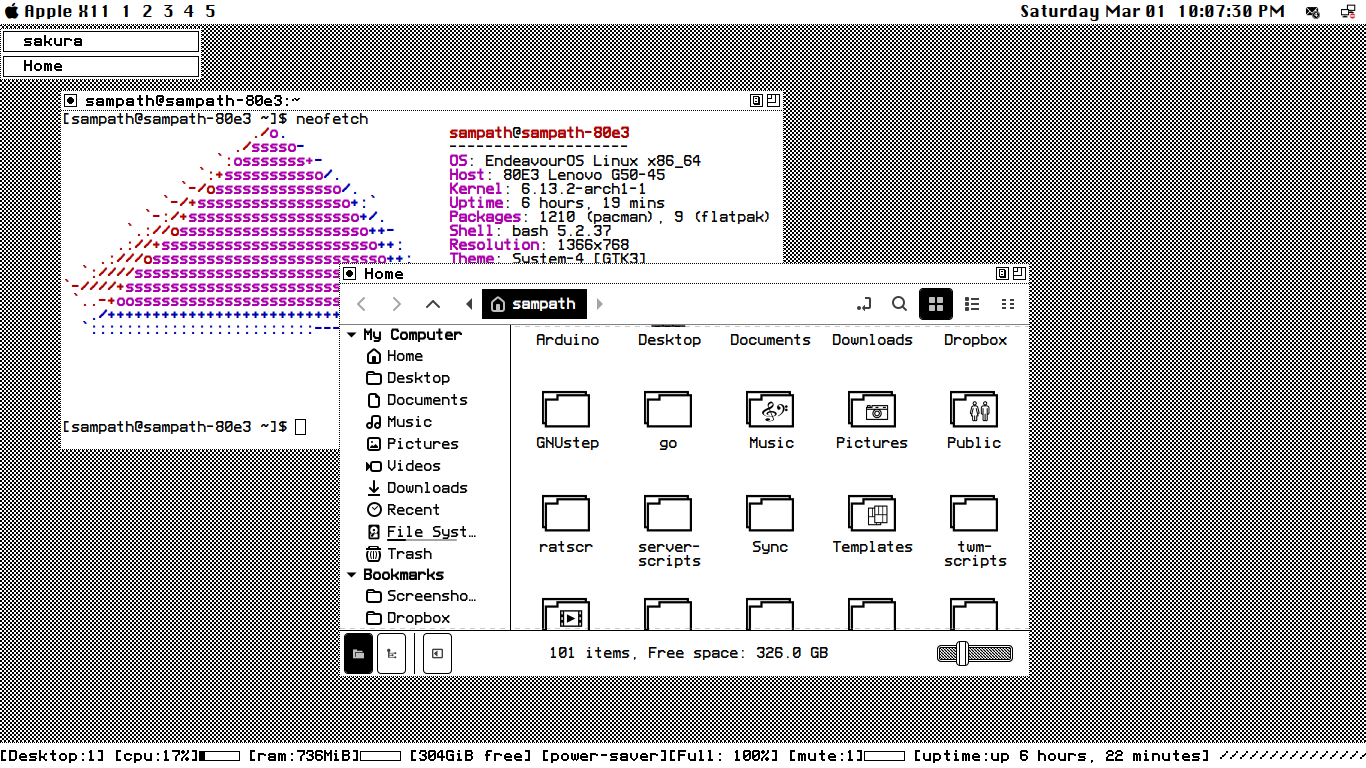 Apple X11 1 2 3 4 5
Saturday Mar 01 10:07:30 PM
sakura
Home
sampath@sampath-80e3:~
[sampath@sampath-80e3 ~]$ neofetch
sampath@sampath-80e3
--------------------
OS: EndeavourOS Linux x86_64
Host: 80E3 Lenovo G50-45
Kernel: 6.13.2-arch1-1
Uptime: 6 hours, 19 mins
Packages: 1210 (pacman), 9 (flatpak)
Shell: bash 5.2.37
Resolution: 1366x768
Theme: System-4 [GTK3]
[sampath@sampath-80e3 ~]$
Home
sampath
My Computer
Home
Desktop
Documents
Music
Pictures
Videos
Downloads
Recent
File Syst…
Trash
Bookmarks
Screensho…
Dropbox
Arduino Desktop Documents Downloads Dropbox
GNUstep go Music Pictures Public
ratscr server-scripts Sync Templates twm-scripts
101 items, Free space: 326.0 GB
[Desktop:1] [cpu:17%] [ram:736MiB] [304GiB free] [power-saver][Full: 100%] [mute:1] [uptime:up 6 hours, 22 minutes] ////////////////